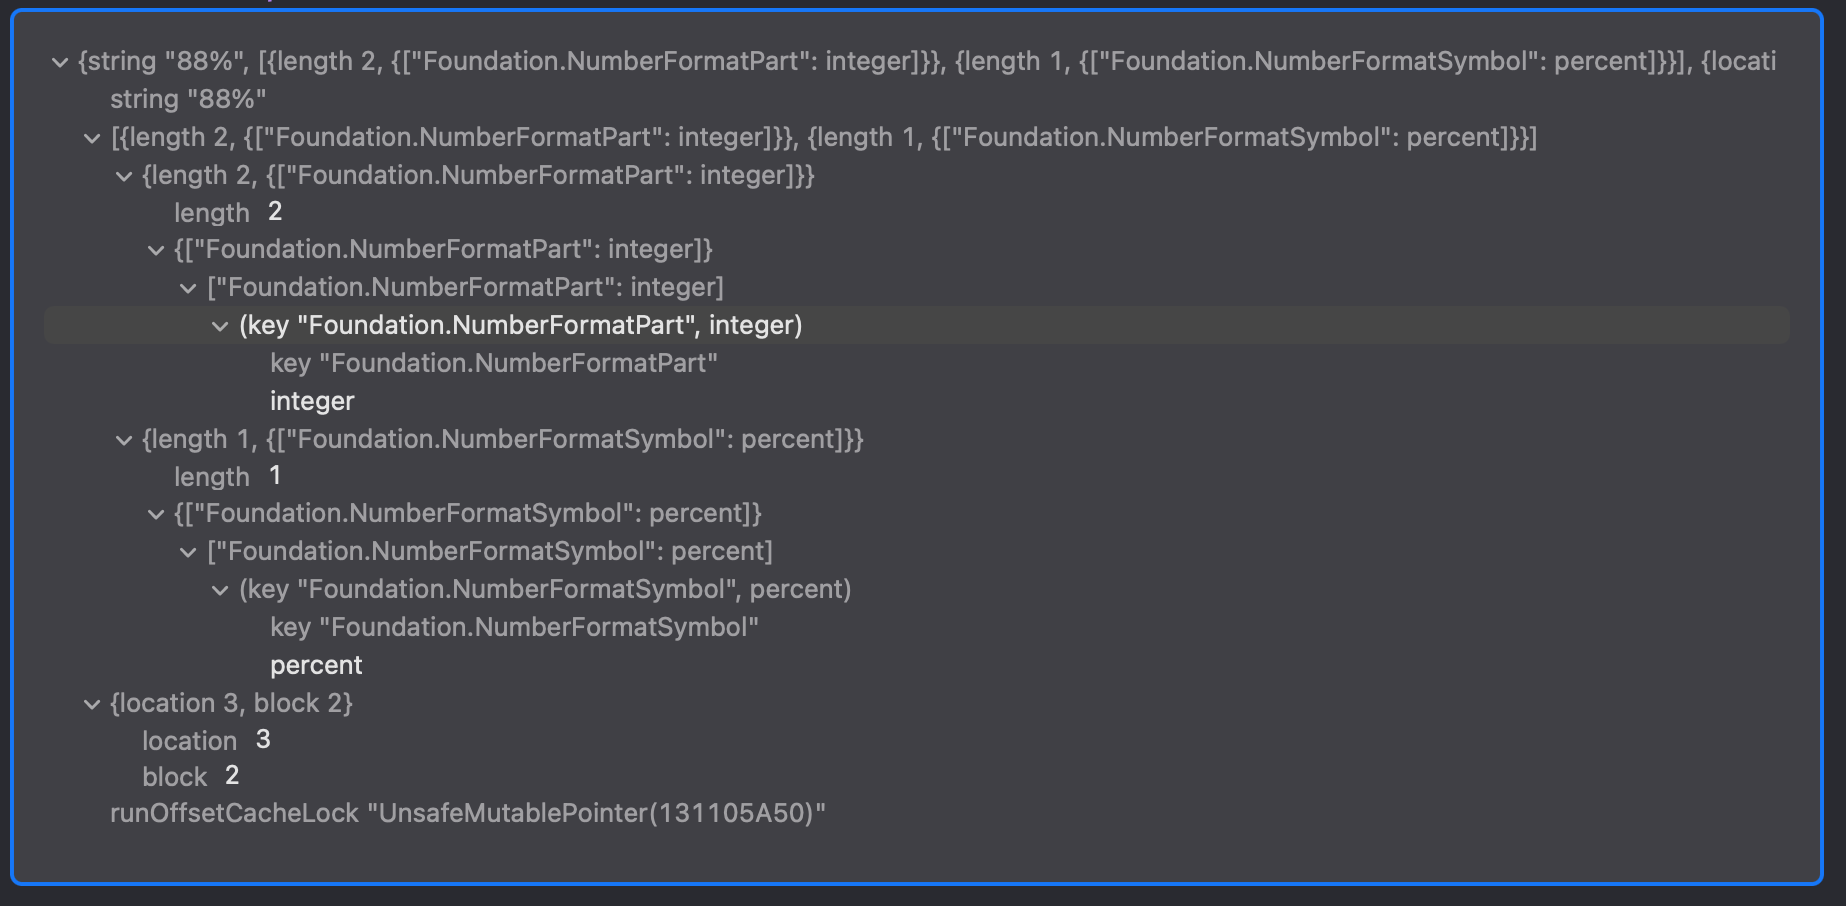 {string "88%", [{length 2, {["Foundation.NumberFormatPart": integer]}}, {length 1, {["Foundation.NumberFormatSymbol": percent]}}], {locati
string "88%"
[{length 2, {["Foundation.NumberFormatPart": integer]}}, {length 1, {["Foundation.NumberFormatSymbol": percent]}}]
{length 2, {["Foundation.NumberFormatPart": integer]}}
length 2
{["Foundation.NumberFormatPart": integer]}
["Foundation.NumberFormatPart": integer]
(key "Foundation.NumberFormatPart", integer)
key "Foundation.NumberFormatPart"
integer
{length 1, {["Foundation.NumberFormatSymbol": percent]}}
length 1
{["Foundation.NumberFormatSymbol": percent]}
["Foundation.NumberFormatSymbol": percent]
(key "Foundation.NumberFormatSymbol", percent)
key "Foundation.NumberFormatSymbol"
percent
{location 3, block 2}
location 3
block 2
runOffsetCacheLock "UnsafeMutablePointer(131105A50)"